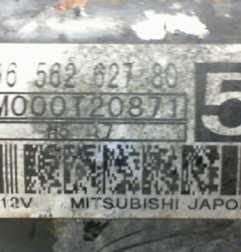 96 562 627 80
M000T20871
5
12V MITSUBISHI JAPO